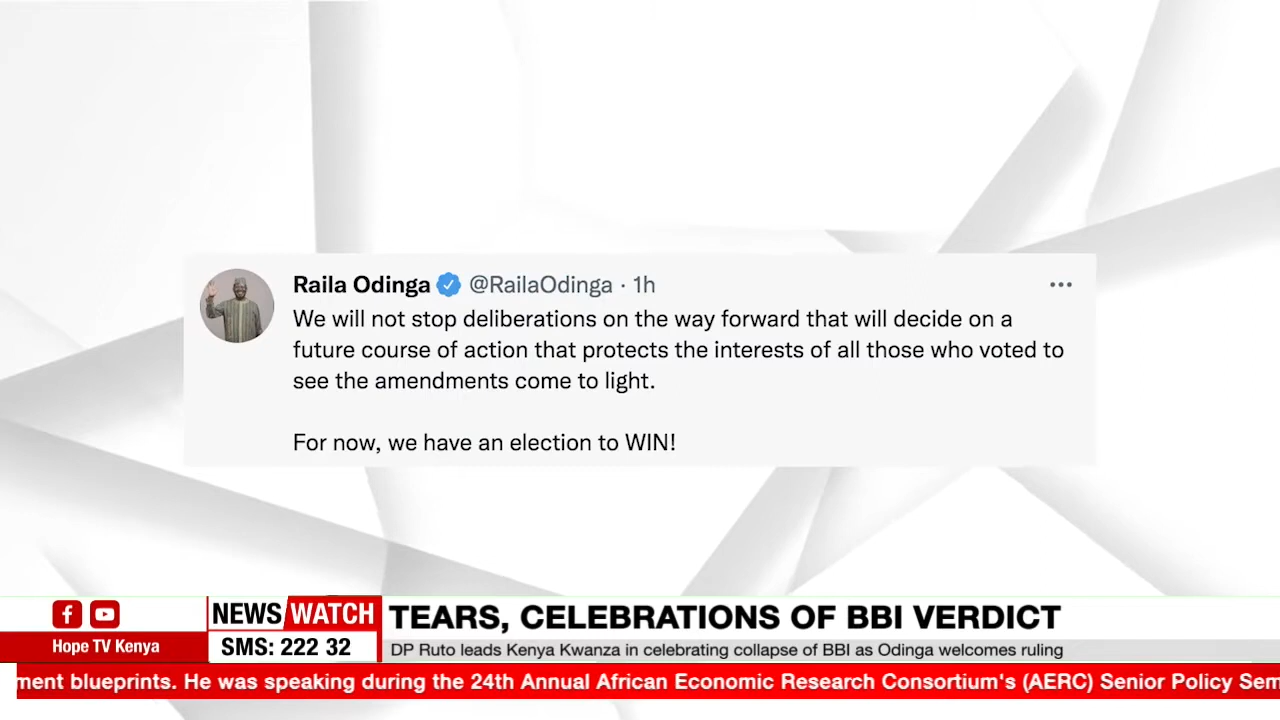 Raila Odinga @RailaOdinga · 1h
We will not stop deliberations on the way forward that will decide on a
future course of action that protects the interests of all those who voted to
see the amendments come to light.
For now, we have an election to WIN!
Hope TV Kenya
NEWS WATCH
SMS: 222 32
TEARS, CELEBRATIONS OF BBI VERDICT
DP Ruto leads Kenya Kwanza in celebrating collapse of BBI as Odinga welcomes ruling
ment blueprints. He was speaking during the 24th Annual African Economic Research Consortium's (AERC) Senior Policy Sem